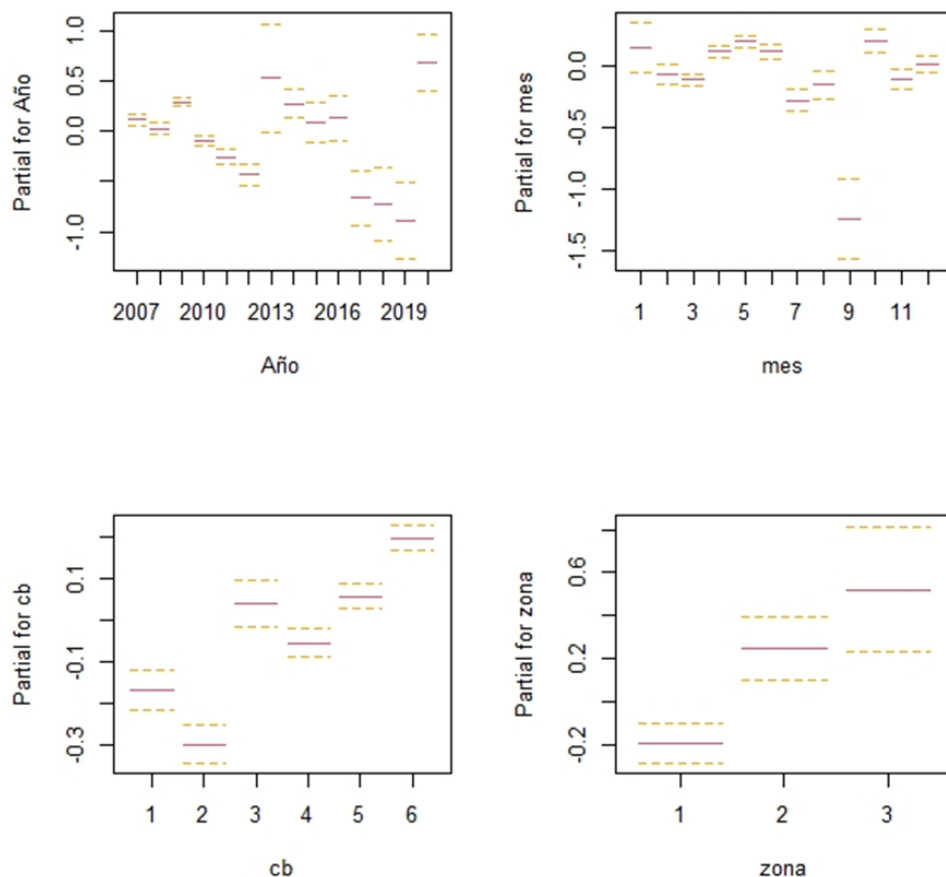 Partial for Año
1.0
0.5
0.0
-1.0
2007 2010 2013 2016 2019
Año
Partial for mes
0.0
-0.5
-1.0
-1.5
1 3 5 7 9 11
mes
Partial for cb
0.1
-0.1
-0.3
1 2 3 4 5 6
cb
Partial for zona
0.6
0.2
-0.2
1 2 3
zona